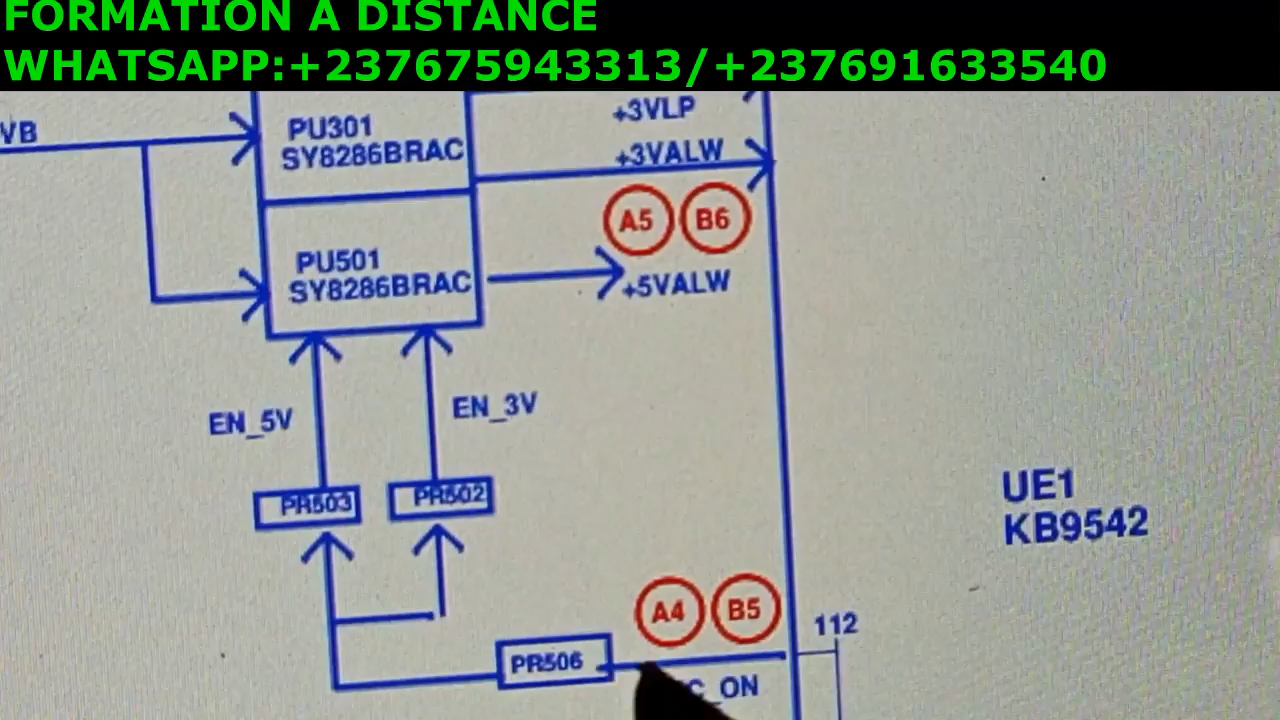 FORMATION A DISTANCE
WHATSAPP:+237675943313/+237691633540
VB
PU301
SY8286BRAC
+3VLP
+3VALW
A5 B6
PU501
SY8286BRAC
+5VALW
EN_5V
EN_3V
PR503
PR502
UE1
KB9542
A4 B5
112
PR506
C_ON